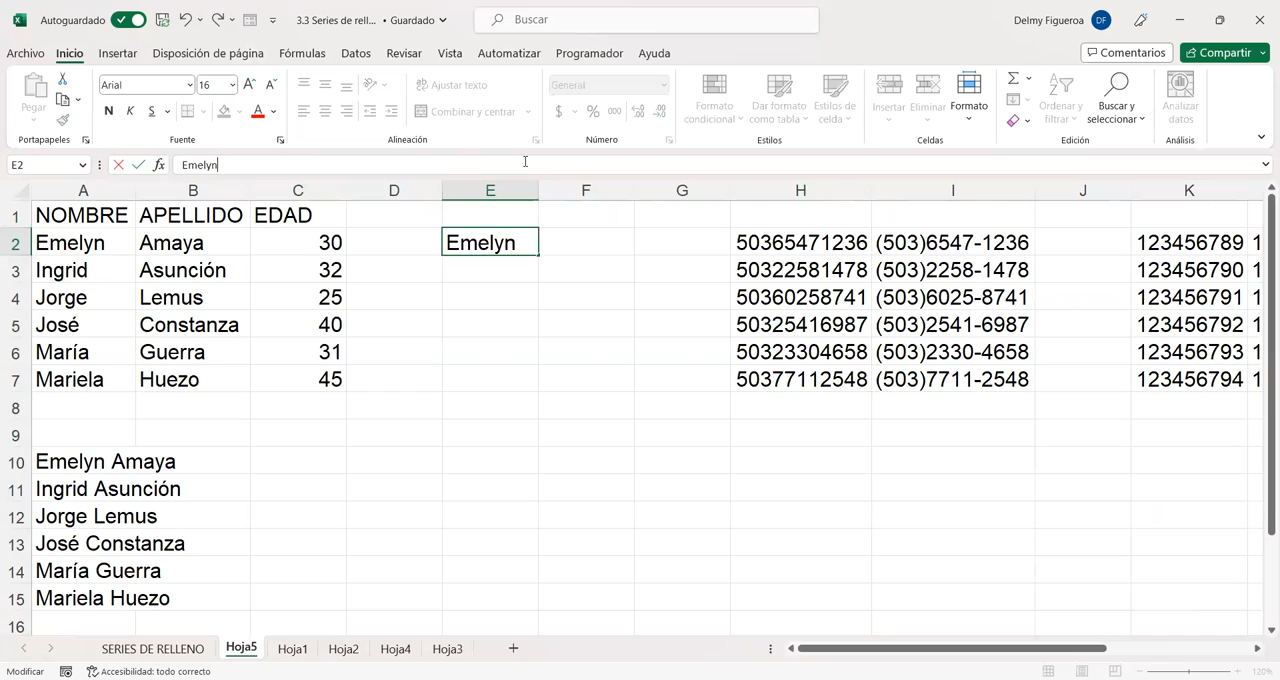 Autoguardado 3.3 Series de rell... • Guardado Buscar Delmy Figueroa DF
Archivo Inicio Insertar Disposición de página Fórmulas Datos Revisar Vista Automatizar Programador Ayuda Comentarios Compartir
Pegar Arial 16 A A Ajustar texto General Formato condicional Dar formato como tabla Estilos de celda Insertar Eliminar Formato Ordenar y filtrar Buscar y seleccionar Analizar datos
N K S A Combinar y centrar $ % 000
Portapapeles Fuente Alineación Número Estilos Celdas Edición Análisis
E2 fx Emelyn
A B C D E F G H I J K
1 NOMBRE APELLIDO EDAD
2 Emelyn Amaya 30 Emelyn 50365471236 (503)6547-1236 123456789 1
3 Ingrid Asunción 32 50322581478 (503)2258-1478 123456790 1
4 Jorge Lemus 25 50360258741 (503)6025-8741 123456791 1
5 José Constanza 40 50325416987 (503)2541-6987 123456792 1
6 María Guerra 31 50323304658 (503)2330-4658 123456793 1
7 Mariela Huezo 45 50377112548 (503)7711-2548 123456794 1
8
9
10 Emelyn Amaya
11 Ingrid Asunción
12 Jorge Lemus
13 José Constanza
14 María Guerra
15 Mariela Huezo
16
SERIES DE RELLENO Hoja5 Hoja1 Hoja2 Hoja4 Hoja3
Modificar Accesibilidad: todo correcto 120%